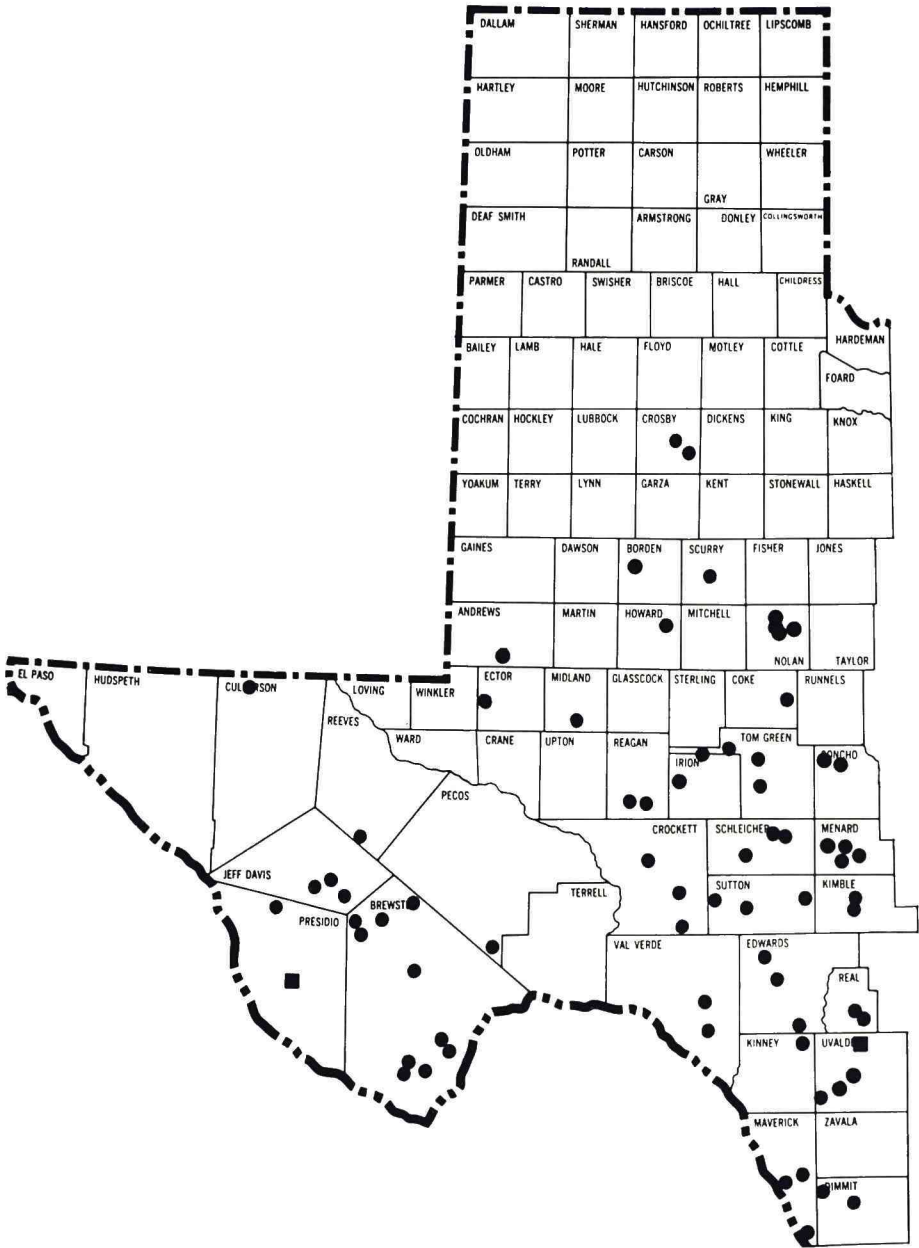 DALLAM SHERMAN HANSFORD OCHILTREE LIPSCOMB
HARTLEY MOORE HUTCHINSON ROBERTS HEMPHILL
OLDHAM POTTER CARSON WHEELER
GRAY
DEAF SMITH ARMSTRONG DONLEY COLLINGSWORTH
RANDALL
PARMER CASTRO SWISHER BRISCOE HALL CHILDRESS
HARDEMAN
BAILEY LAMB HALE FLOYD MOTLEY COTTLE
FOARD
COCHRAN HOCKLEY LUBBOCK CROSBY DICKENS KING KNOX
YOAKUM TERRY LYNN GARZA KENT STONEWALL HASKELL
GAINES DAWSON BORDEN SCURRY FISHER JONES
ANDREWS MARTIN HOWARD MITCHELL
NOLAN TAYLOR
EL PASO HUDSPETH CULBERSON LOVING WINKLER ECTOR MIDLAND GLASSCOCK STERLING COKE RUNNELS
REEVES
WARD CRANE UPTON REAGAN TOM GREEN
IRION CONCHO
PECOS
CROCKETT SCHLEICHER MENARD
JEFF DAVIS
TERRELL SUTTON KIMBLE
PRESIDIO BREWSTER
VAL VERDE EDWARDS
REAL
KINNEY UVALDE
MAVERICK ZAVALA
DIMMIT